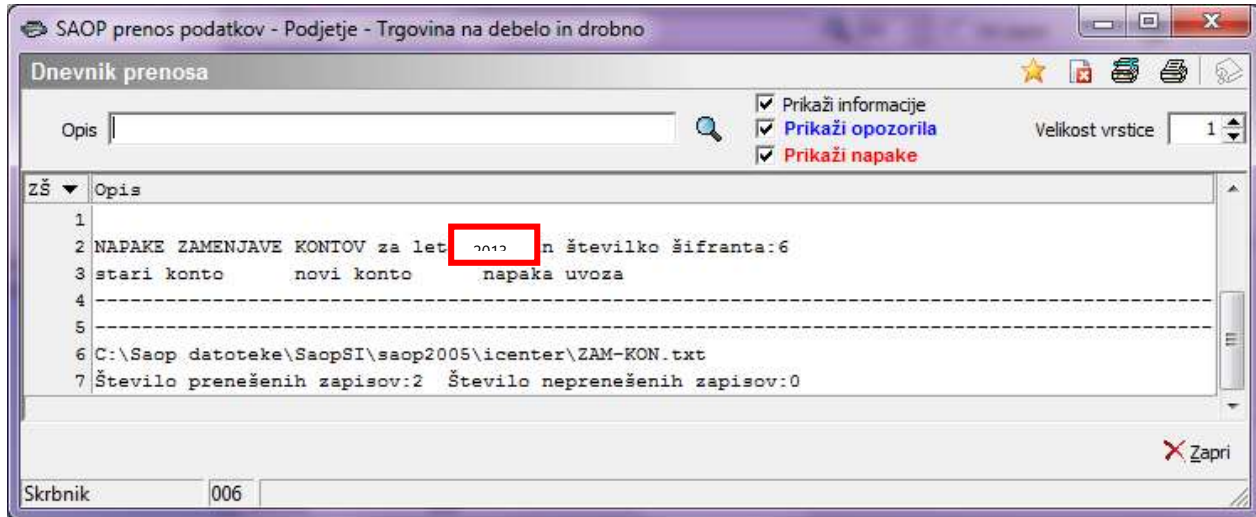 SAOP prenos podatkov - Podjetje - Trgovina na debelo in drobno
Dnevnik prenosa
Opis
Prikaži informacije
Prikaži opozorila
Prikaži napake
Velikost vrstice 1
ZŠ Opis
1
2 NAPAKE ZAMENJAVE KONTOV za let 2013 n številko šifranta:6
3 stari konto novi konto napaka uvoza
4 ------------------------------------------------------------------------------------------------
5 ------------------------------------------------------------------------------------------------
6 C:\Saop datoteke\SaopSI\saop2005\icenter\ZAM-KON.txt
7 Število prenešenih zapisov:2 Število neprenešenih zapisov:0
Zapri
Skrbnik 006